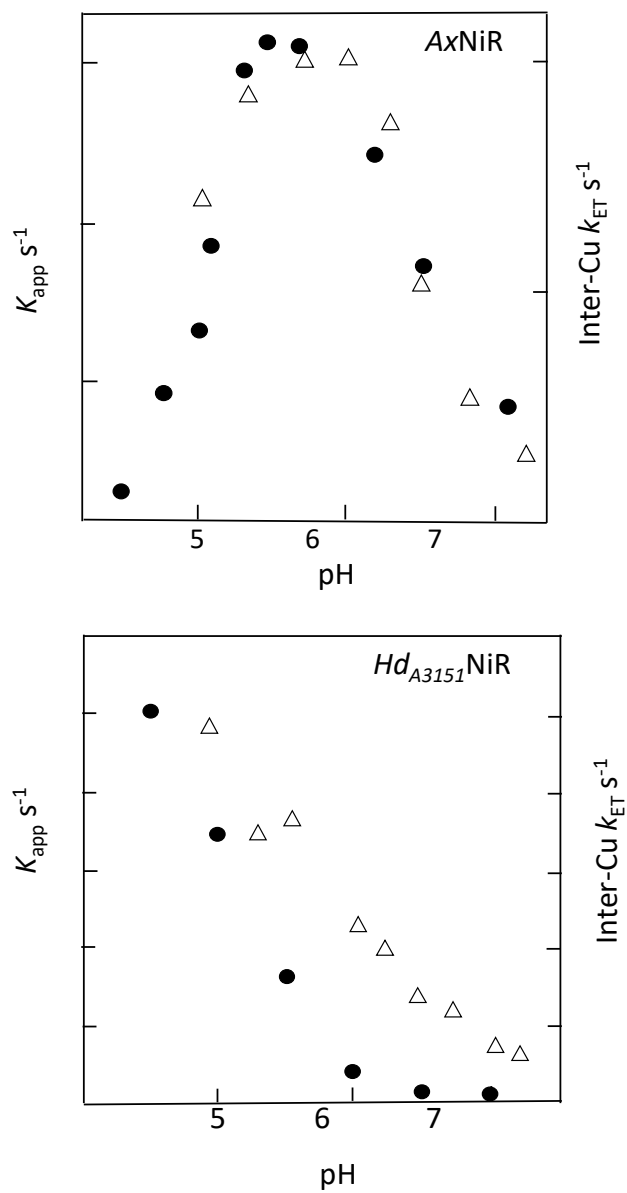 AxNiR
Kapp s-1
Inter-Cu kET s-1
5 6 7
pH
HdA3151NiR
Kapp s-1
Inter-Cu kET s-1
5 6 7
pH